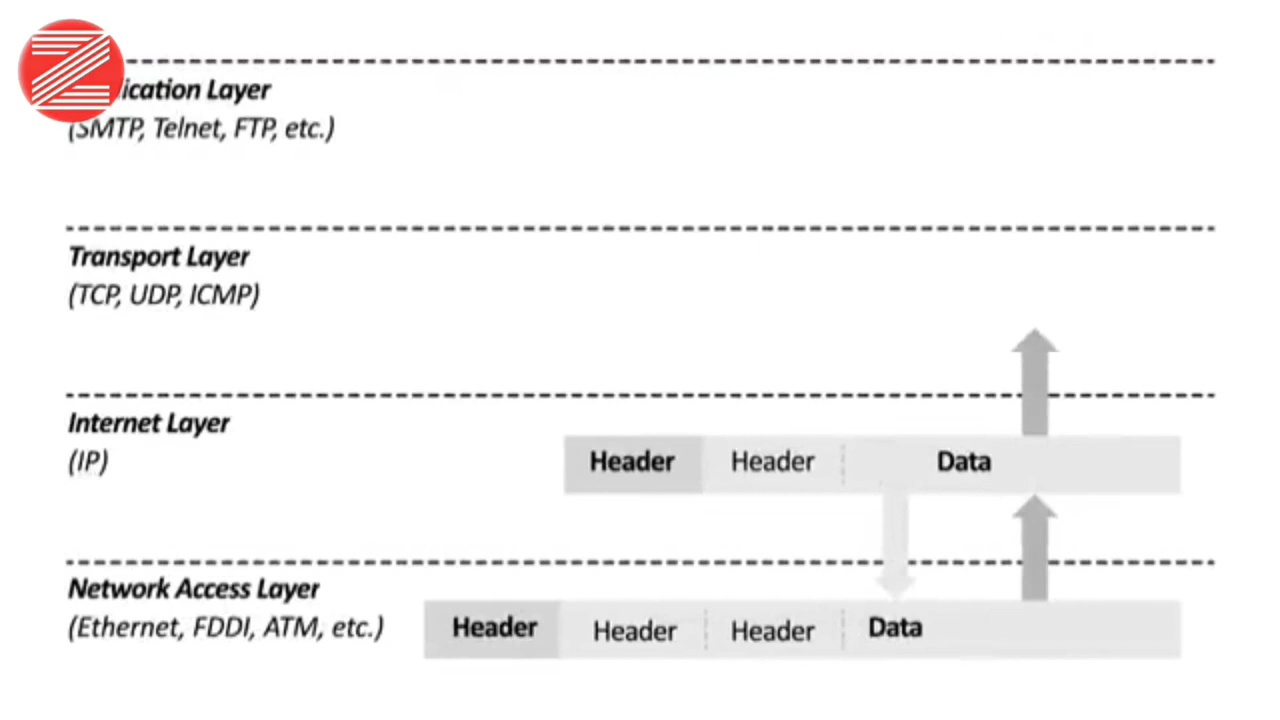 Layer
(SMTP, Telnet, FTP, etc.)
Transport Layer
(TCP, UDP, ICMP)
Internet Layer
(IP)
Header Header Data
Network Access Layer
(Ethernet, FDDI, ATM, etc.)
Header Header Header Data